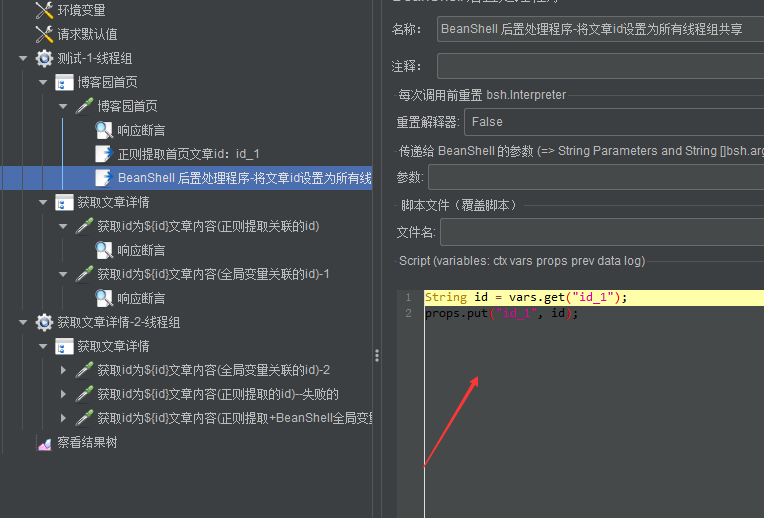 环境变量
请求默认值
测试-1-线程组
博客园首页
博客园首页
响应断言
正则提取首页文章id：id_1
BeanShell 后置处理程序-将文章id设置为所有线
获取文章详情
获取id为${id}文章内容(正则提取关联的id)
响应断言
获取id为${id}文章内容(全局变量关联的id)-1
响应断言
获取文章详情-2-线程组
获取文章详情
获取id为${id}文章内容(全局变量关联的id)-2
获取id为${id}文章内容(正则提取的id)--失败的
获取id为${id}文章内容(正则提取+BeanShell全局变
察看结果树
名称：
BeanShell 后置处理程序-将文章id设置为所有线程组共享
注释：
每次调用前重置 bsh.Interpreter
重置解释器:
False
传递给 BeanShell 的参数 (=> String Parameters and String []bsh.arg
参数:
脚本文件（覆盖脚本）
文件名:
Script (variables: ctx vars props prev data log)
1 String id = vars.get("id_1");
2 props.put("id_1", id);